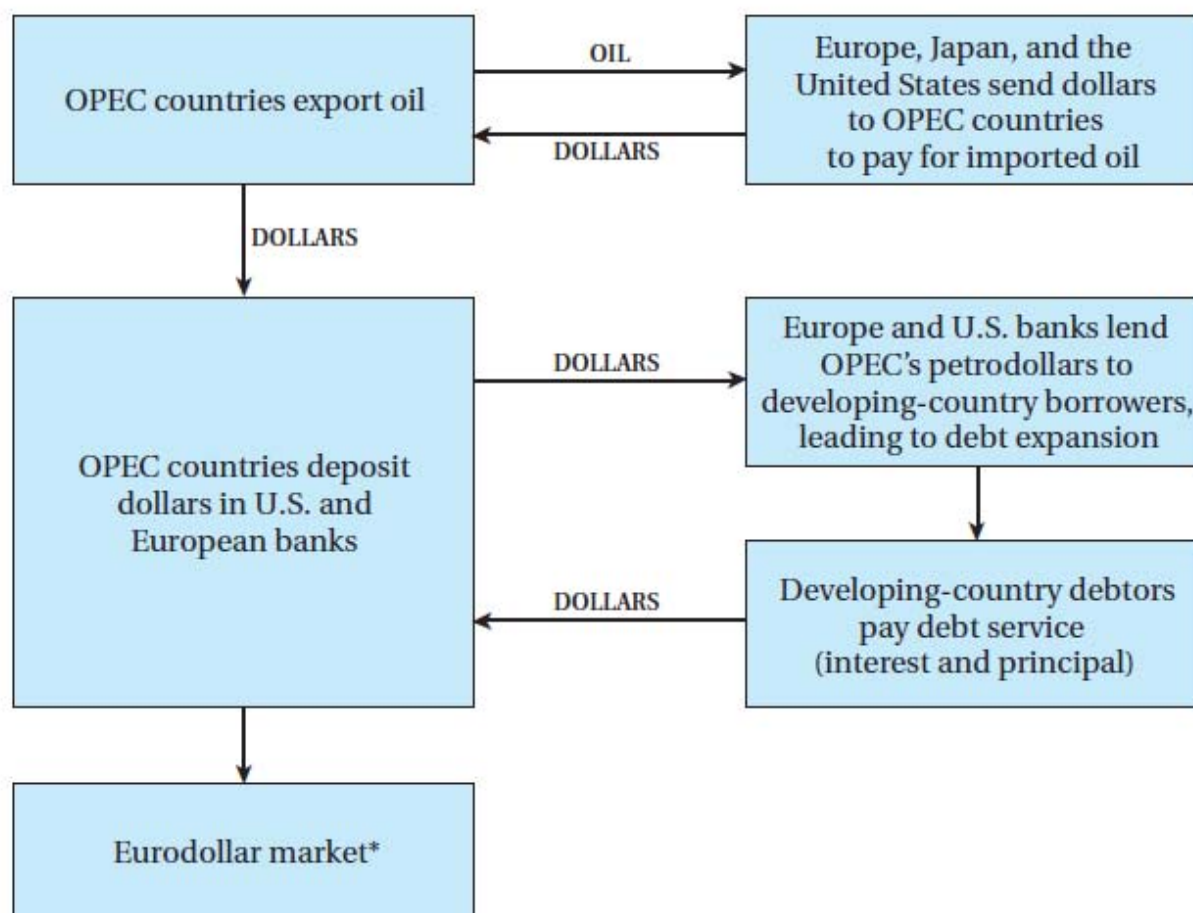 OPEC countries export oil
OIL
DOLLARS
Europe, Japan, and the
United States send dollars
to OPEC countries
to pay for imported oil
DOLLARS
OPEC countries deposit
dollars in U.S. and
European banks
DOLLARS
Europe and U.S. banks lend
OPEC’s petrodollars to
developing-country borrowers,
leading to debt expansion
DOLLARS
Developing-country debtors
pay debt service
(interest and principal)
Eurodollar market*